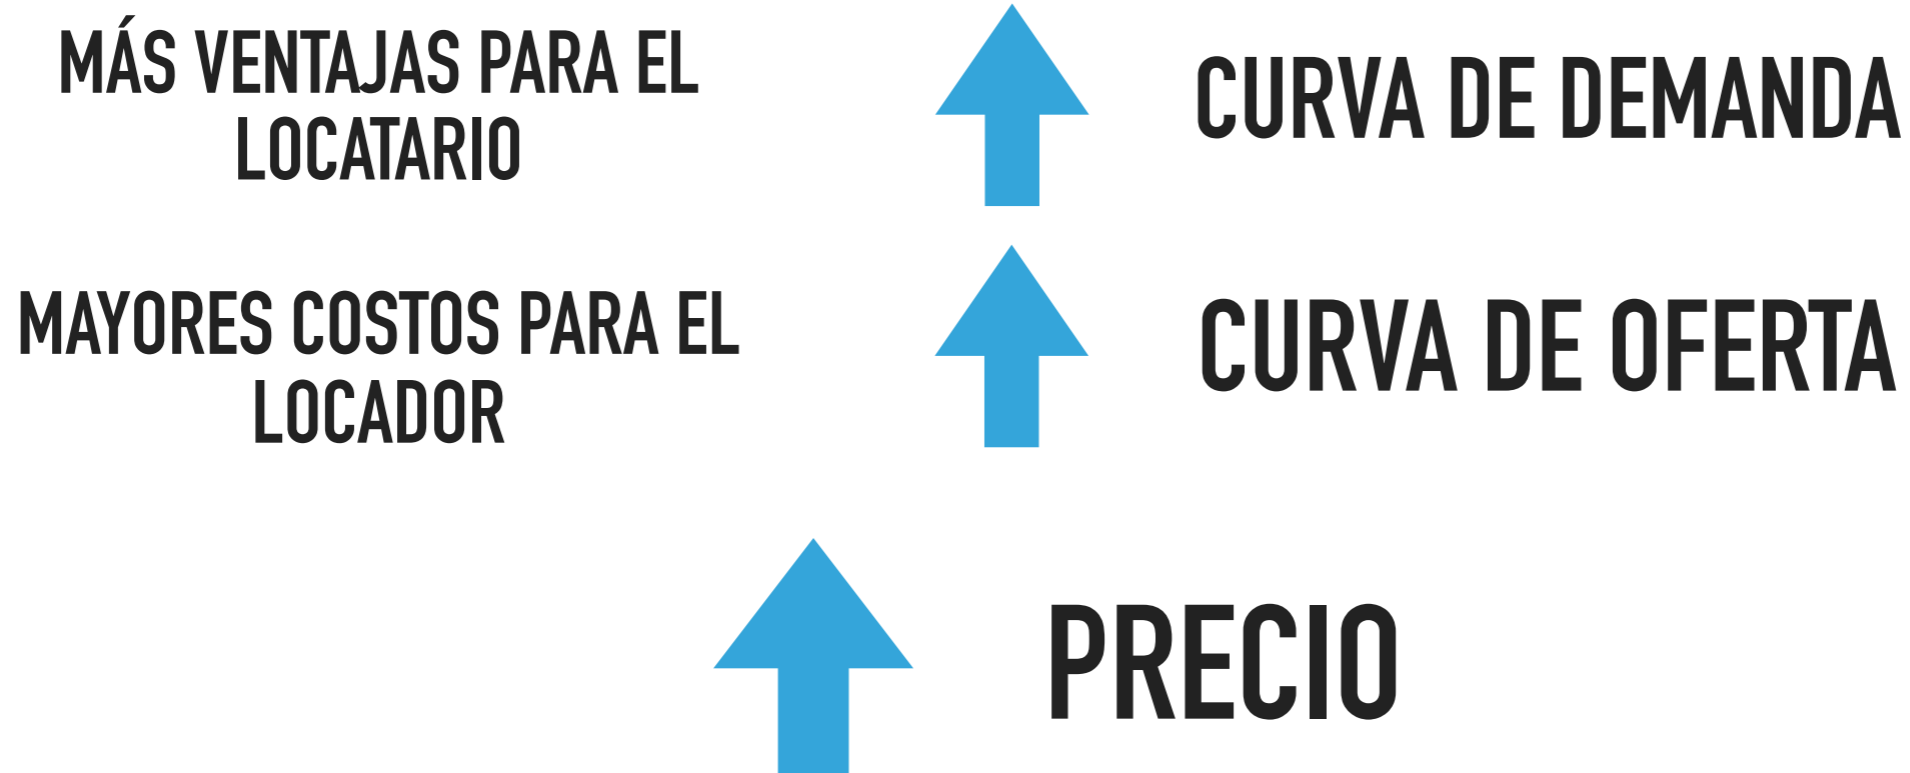 MÁS VENTAJAS PARA EL
LOCATARIO
CURVA DE DEMANDA
MAYORES COSTOS PARA EL
LOCADOR
CURVA DE OFERTA
PRECIO